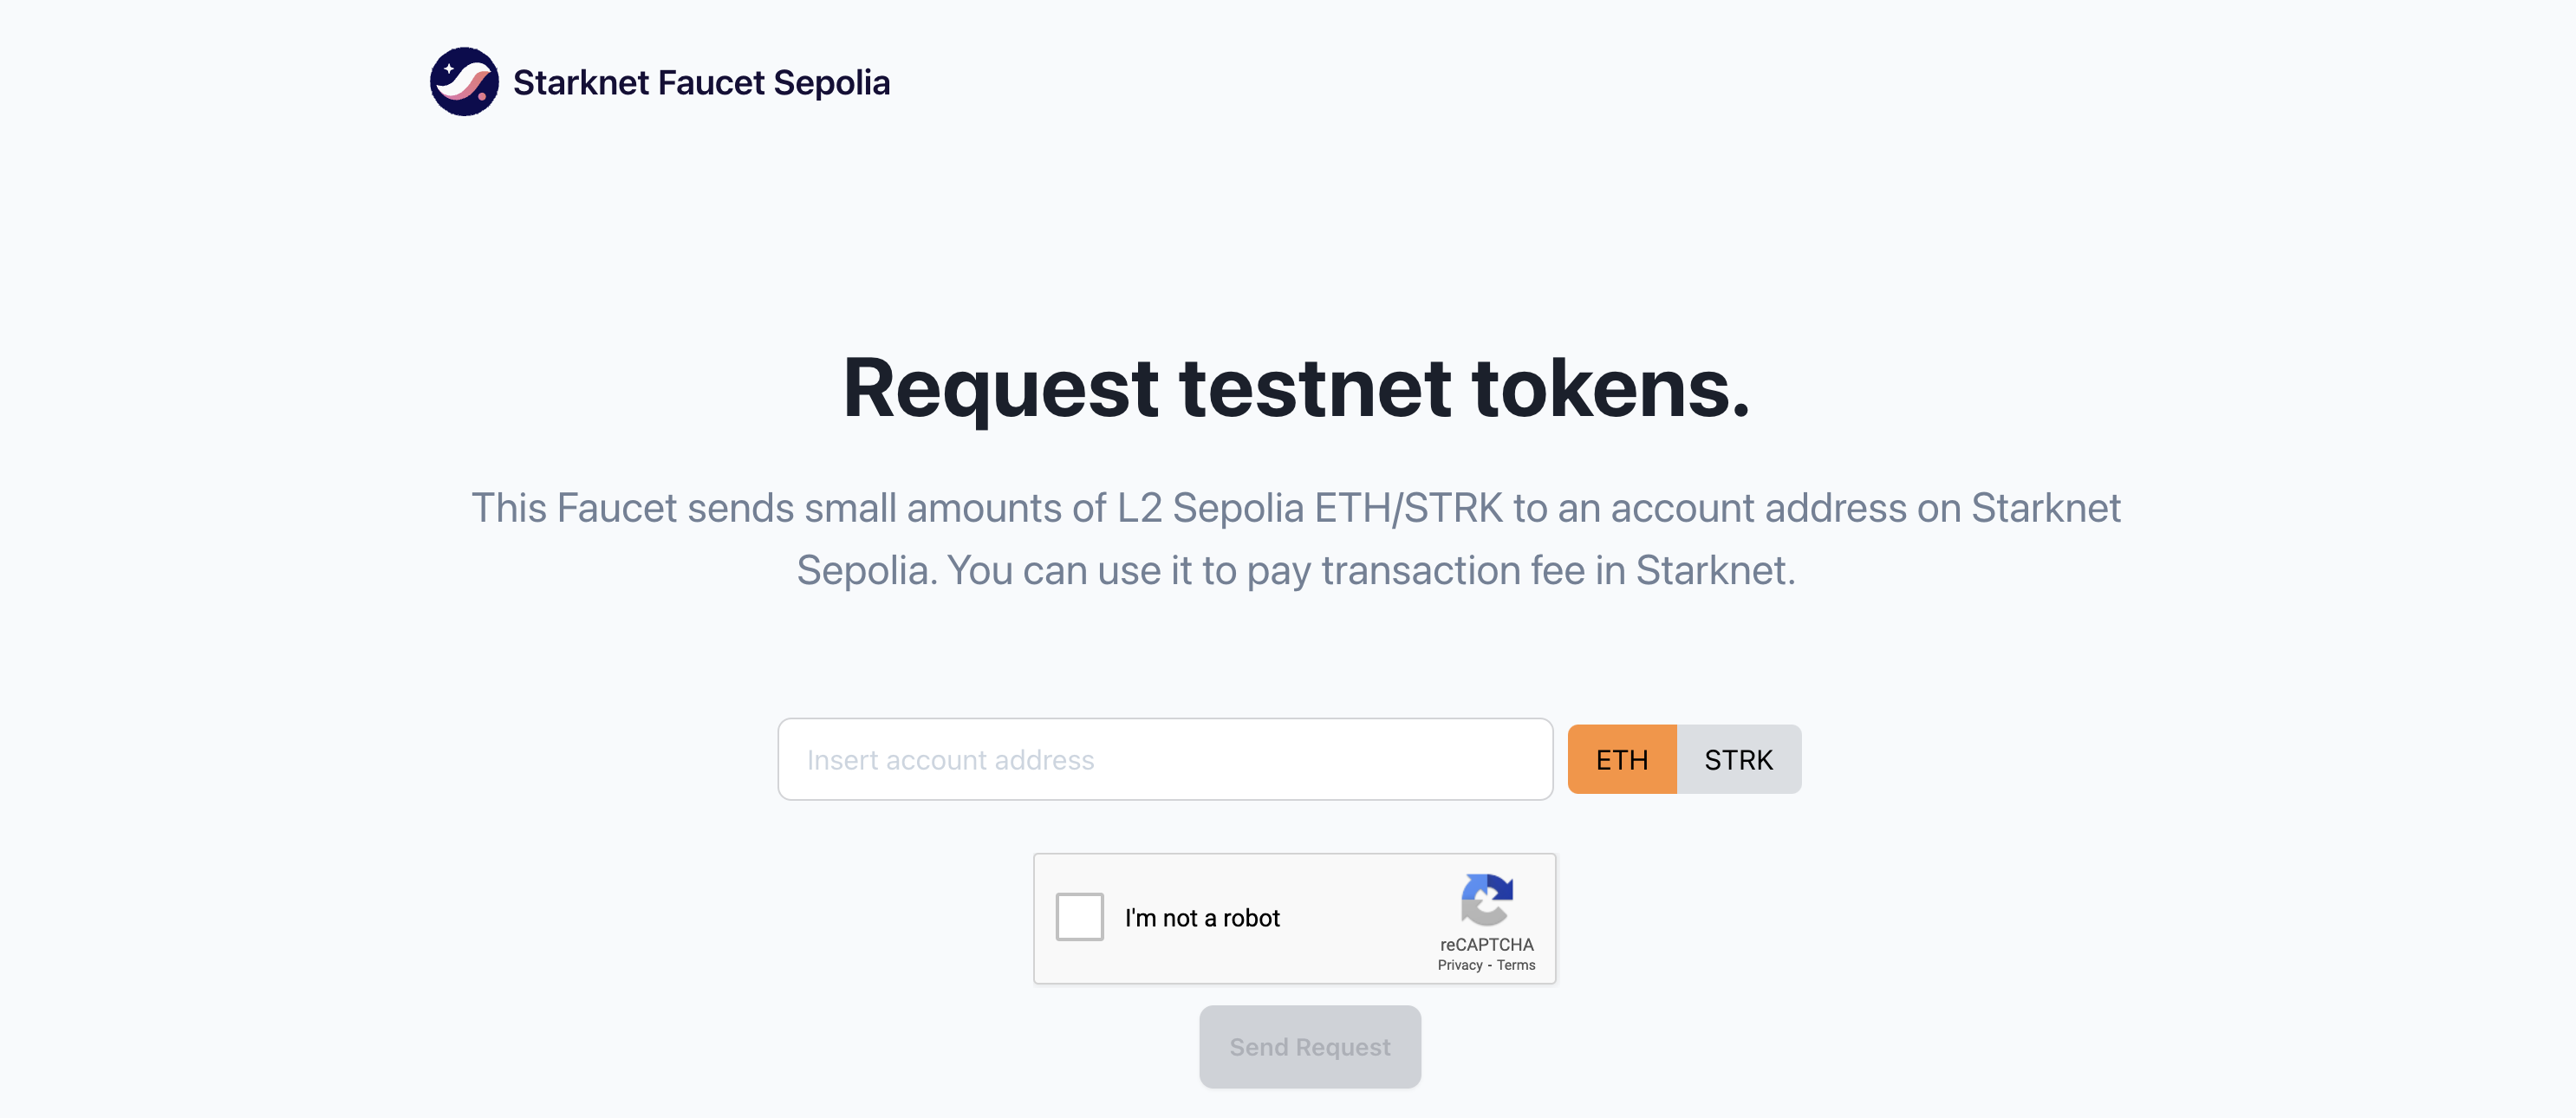 Starknet Faucet Sepolia
Request testnet tokens.
This Faucet sends small amounts of L2 Sepolia ETH/STRK to an account address on Starknet
Sepolia. You can use it to pay transaction fee in Starknet.
Insert account address
ETH
STRK
I'm not a robot
reCAPTCHA
Privacy - Terms
Send Request